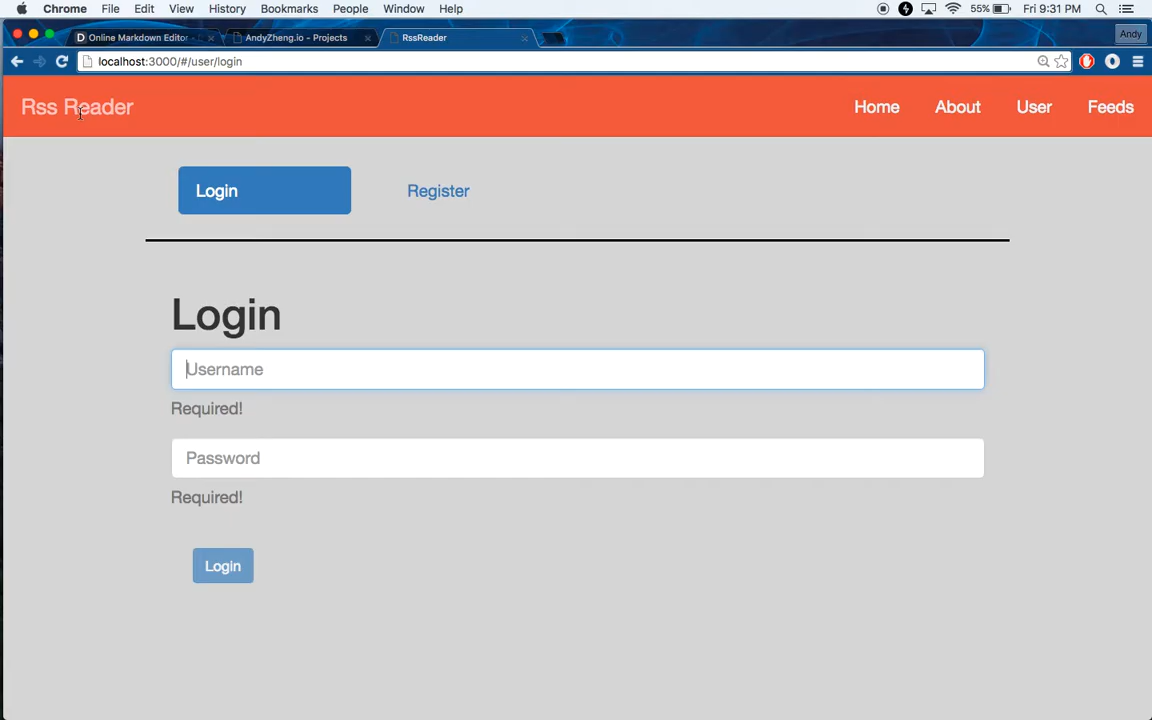 Chrome File Edit View History Bookmarks People Window Help 55% Fri 9:31 PM
Online Markdown Editor AndyZheng.io - Projects RssReader Andy
localhost:3000/#/user/login
Rss Reader Home About User Feeds
Login Register
Login
Username
Required!
Password
Required!
Login